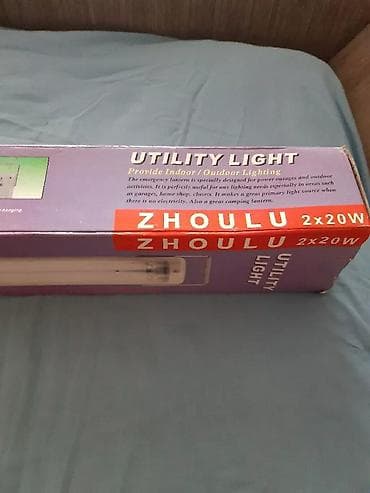 UTILITY LIGHT
Provide Indoor / Outdoor Lighting
The emergency lantern is specially designed for power outages and outdoor
activities. It is perfectly useful for any lighting needs especially in areas such
as garages, home shop, closets. It makes a great primary light source when
there is no electricity. Also a great camping lantern.
ZHOULU 2x20W
ZHOULU 2x20W
UTILITY
LIGHT